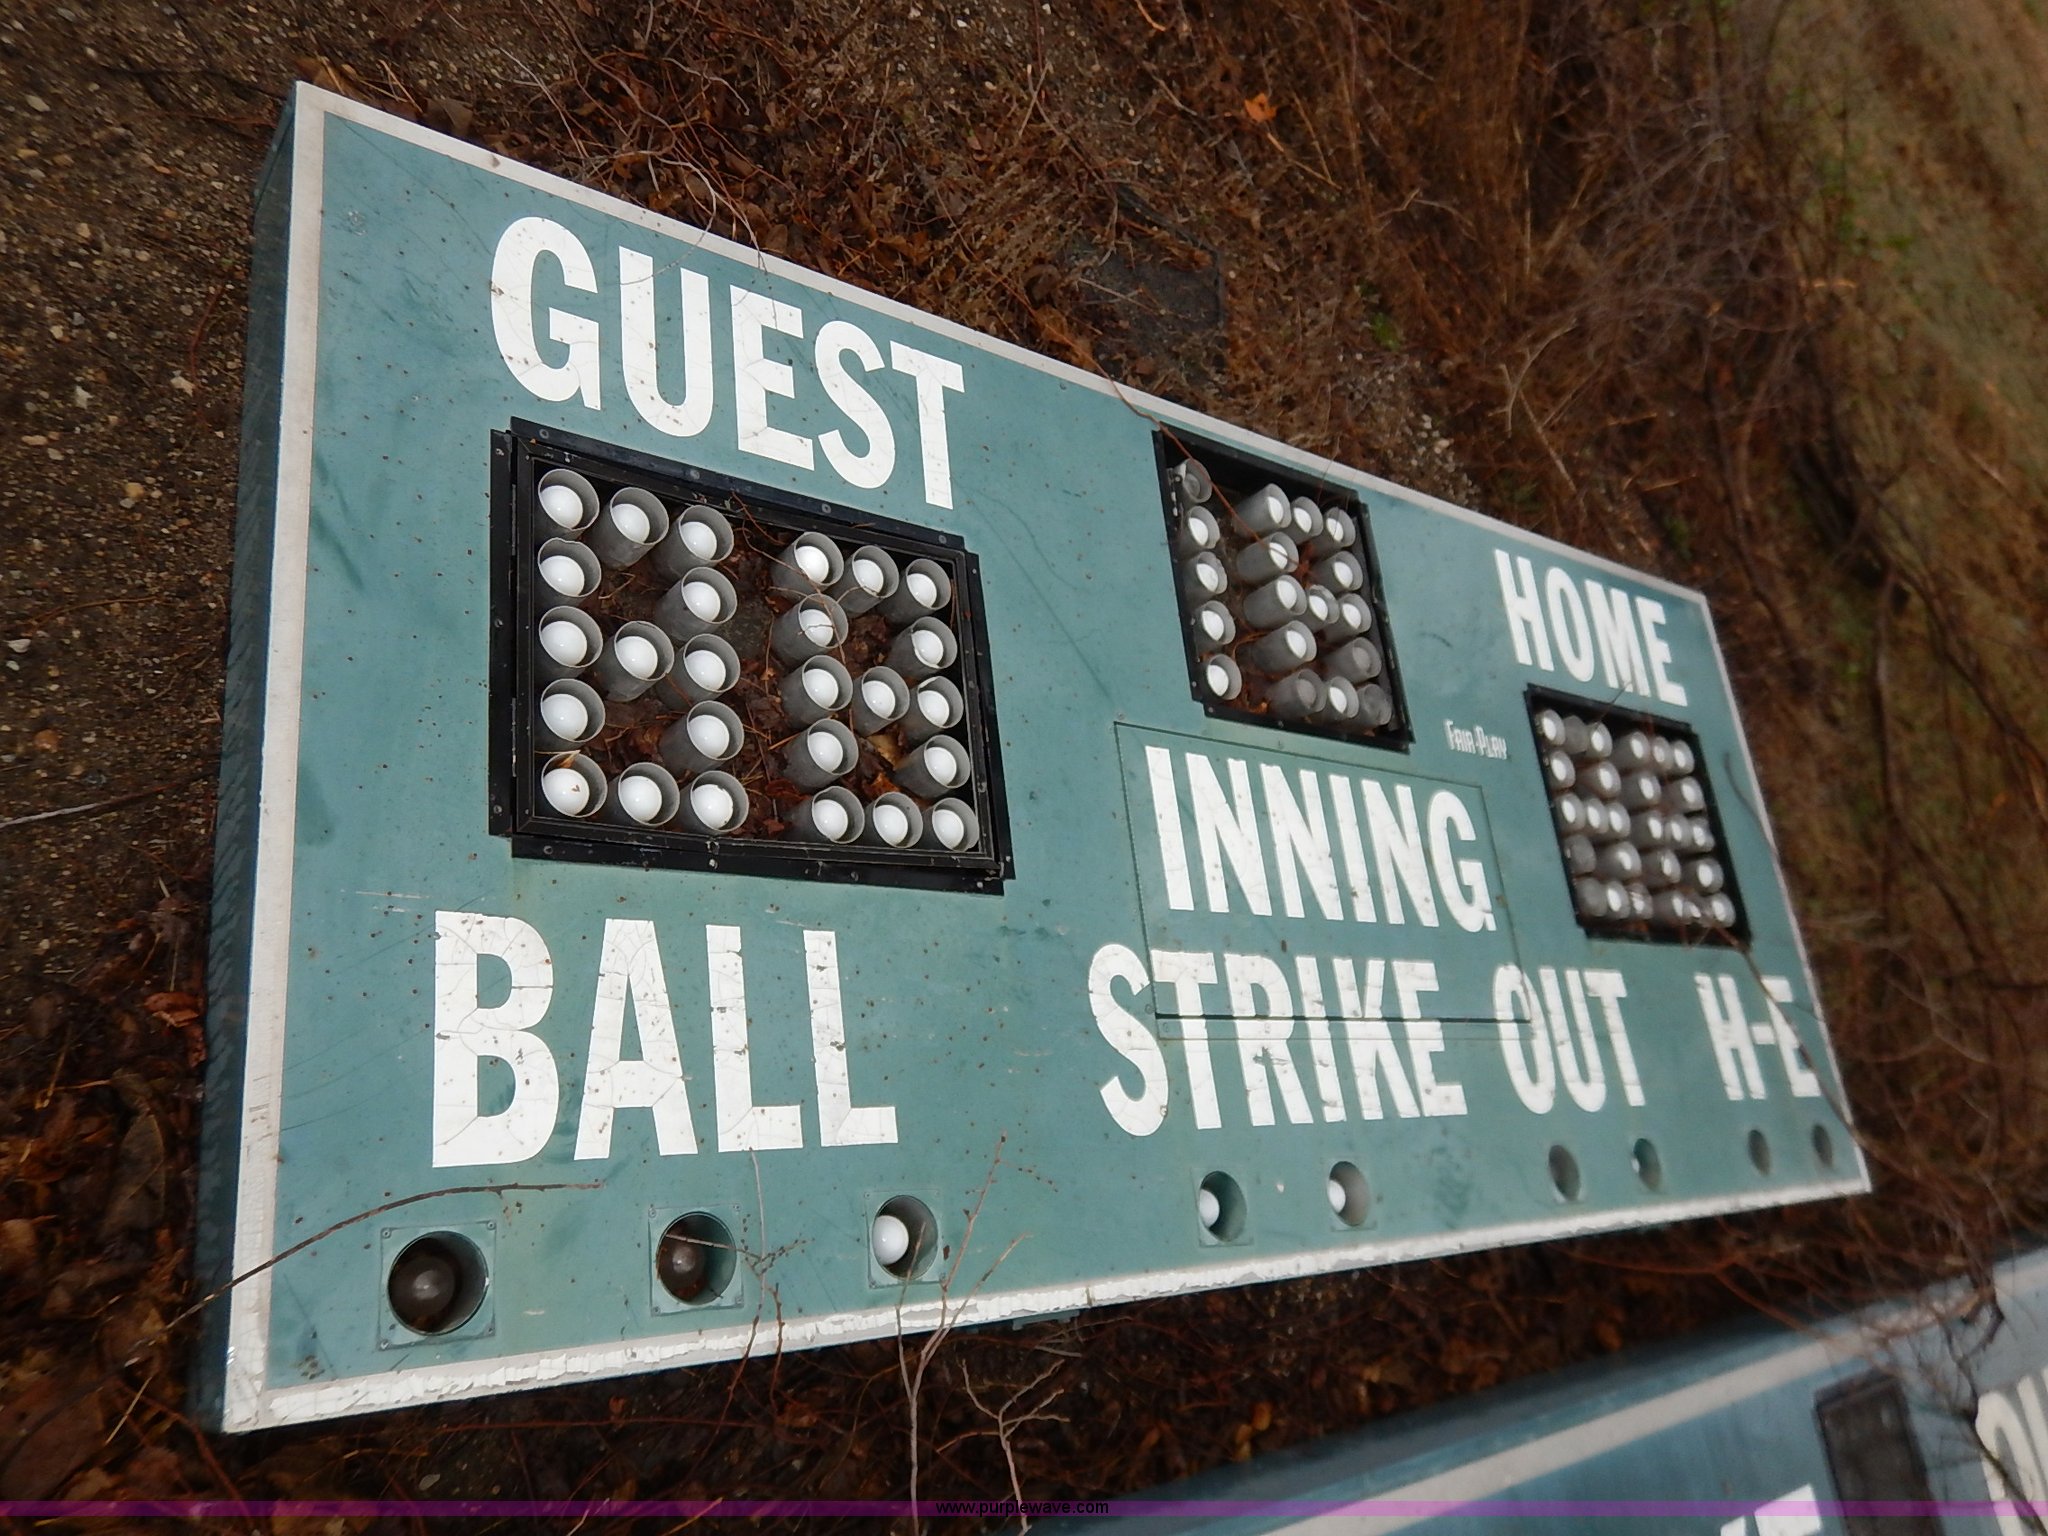 GUEST
HOME
FAIR-PLAY
INNING
BALL STRIKE OUT H-E
www.purplewave.com